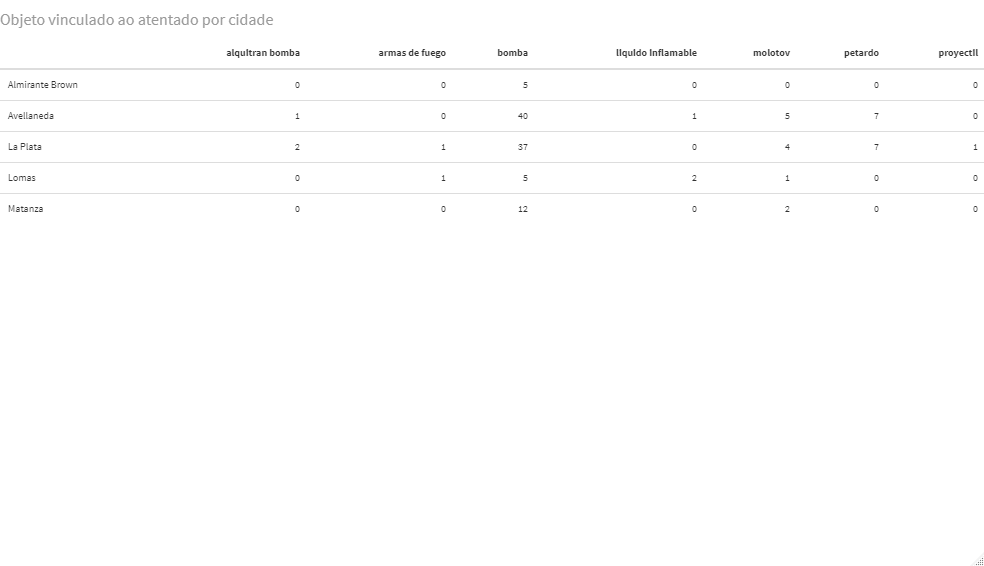 Objeto vinculado ao atentado por cidade
alquitran bomba armas de fuego bomba liquido inflamable molotov petardo proyectil
Almirante Brown 0 0 5 0 0 0 0
Avellaneda 1 0 40 1 5 7 0
La Plata 2 1 37 0 4 7 1
Lomas 0 1 5 2 1 0 0
Matanza 0 0 12 0 2 0 0